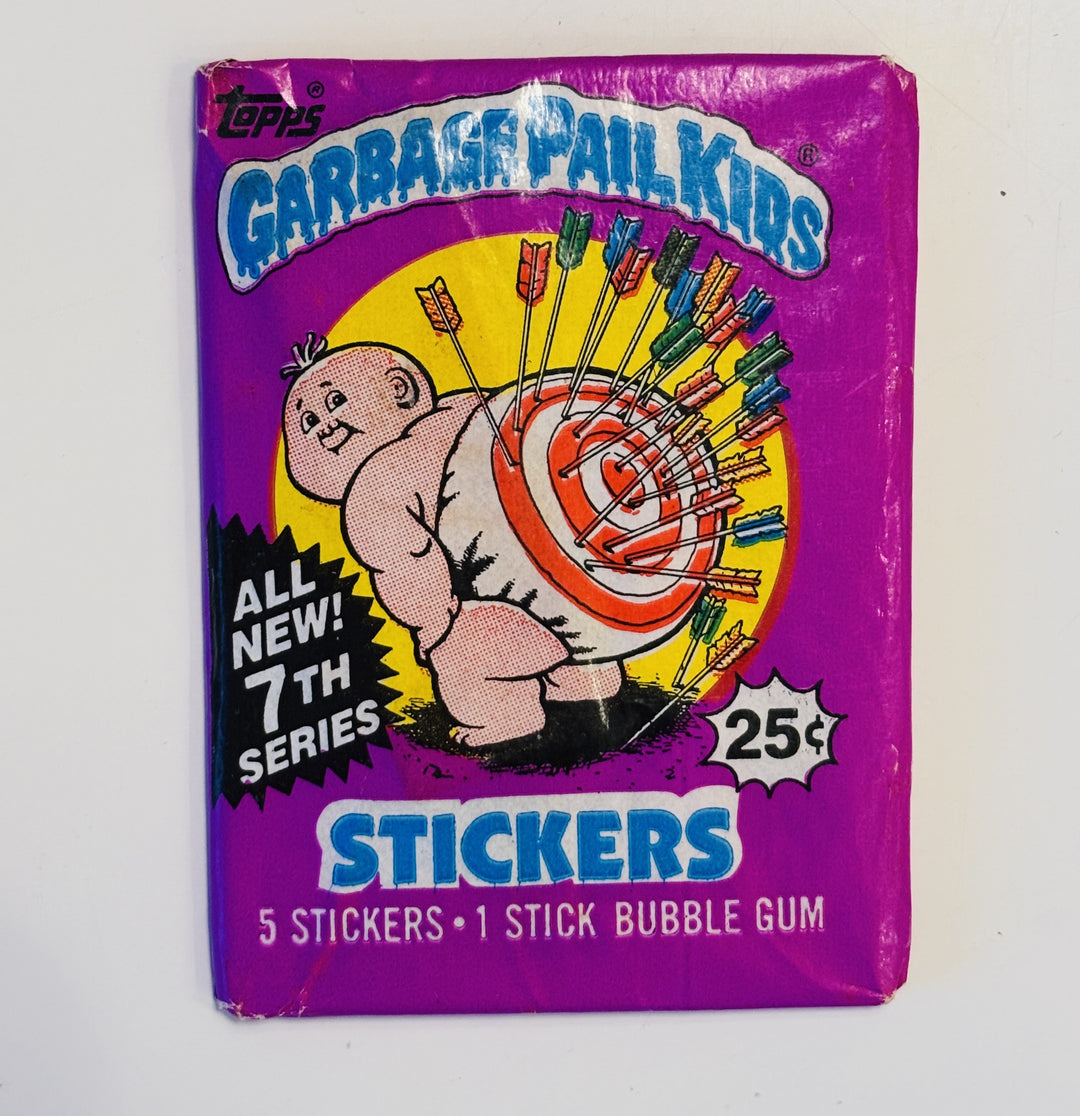 Topps ®
GARBAGE PAIL KIDS ®
ALL
NEW!
7TH
SERIES
25¢
STICKERS
5 STICKERS • 1 STICK BUBBLE GUM